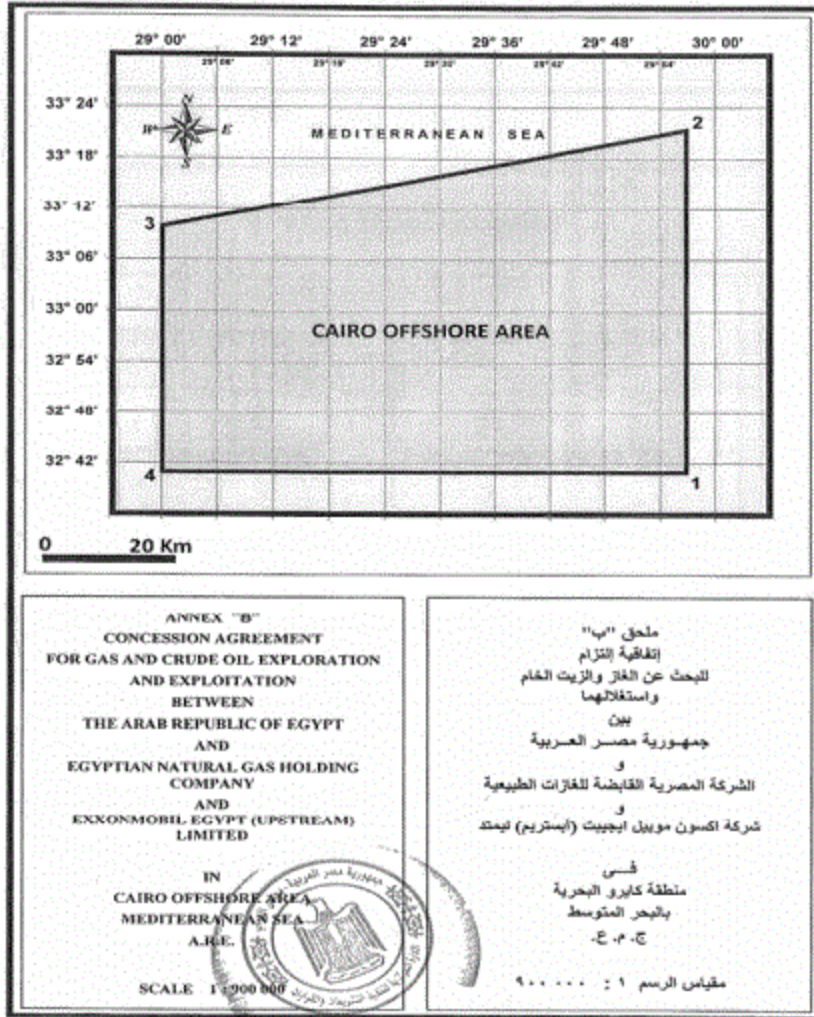 29° 00' 29° 12' 29° 24' 29° 36' 29° 48' 30° 00'
33° 24'
N
W E
S
MEDITERRANEAN SEA
2
33° 18'
33° 12'
3
33° 06'
33° 00'
CAIRO OFFSHORE AREA
32° 54'
32° 48'
32° 42'
4
1
0 20 Km
ANNEX "B"
CONCESSION AGREEMENT
FOR GAS AND CRUDE OIL EXPLORATION
AND EXPLOITATION
BETWEEN
THE ARAB REPUBLIC OF EGYPT
AND
EGYPTIAN NATURAL GAS HOLDING
COMPANY
AND
EXXONMOBIL EGYPT (UPSTREAM)
LIMITED
IN
CAIRO OFFSHORE AREA
MEDITERRANEAN SEA
A.R.E.
SCALE 1 : 900 000
ملحق "ب"
إتفاقية إلتزام
للبحث عن الغاز والزيت الخام
واستغلالهما
بين
جمهورية مصر العربية
و
الشركة المصرية القابضة للغازات الطبيعية
و
شركة اكسون موبيل ايجيبت (أبستريم) ليمتد
فى
منطقة كايرو البحرية
بالبحر المتوسط
ج. م. ع.
مقياس الرسم ١ : ٩٠٠ ٠٠٠